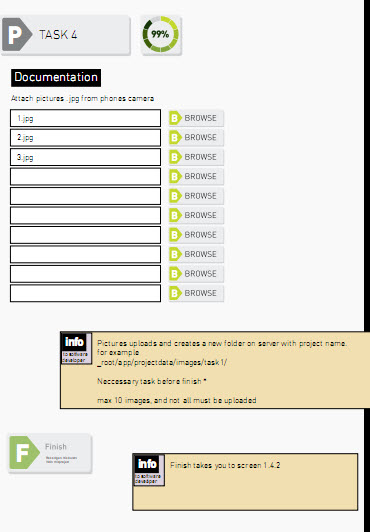 P TASK 4 99%
Documentation
Attach pictures .jpg from phones camera
1.jpg B BROWSE
2.jpg B BROWSE
3.jpg B BROWSE
B BROWSE
B BROWSE
B BROWSE
B BROWSE
B BROWSE
B BROWSE
B BROWSE
info
to software
developer
Pictures uploads and creates a new folder on server with project name.
for example
_root/app/projectdata/images/task1/
Neccessary task before finish *
max 10 images, and not all must be uploaded
F Finish
info
to software
developer
Finish takes you to screen 1.4.2